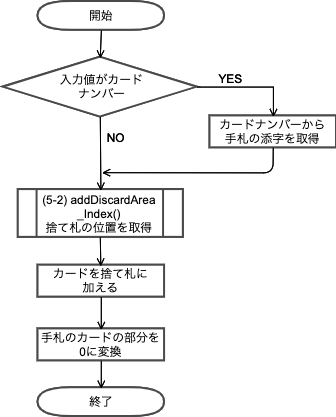 開始
入力値がカード
ナンバー
YES
カードナンバーから
手札の添字を取得
NO
(5-2) addDiscardArea
_Index()
捨て札の位置を取得
カードを捨て札に
加える
手札のカードの部分を
0に変換
終了